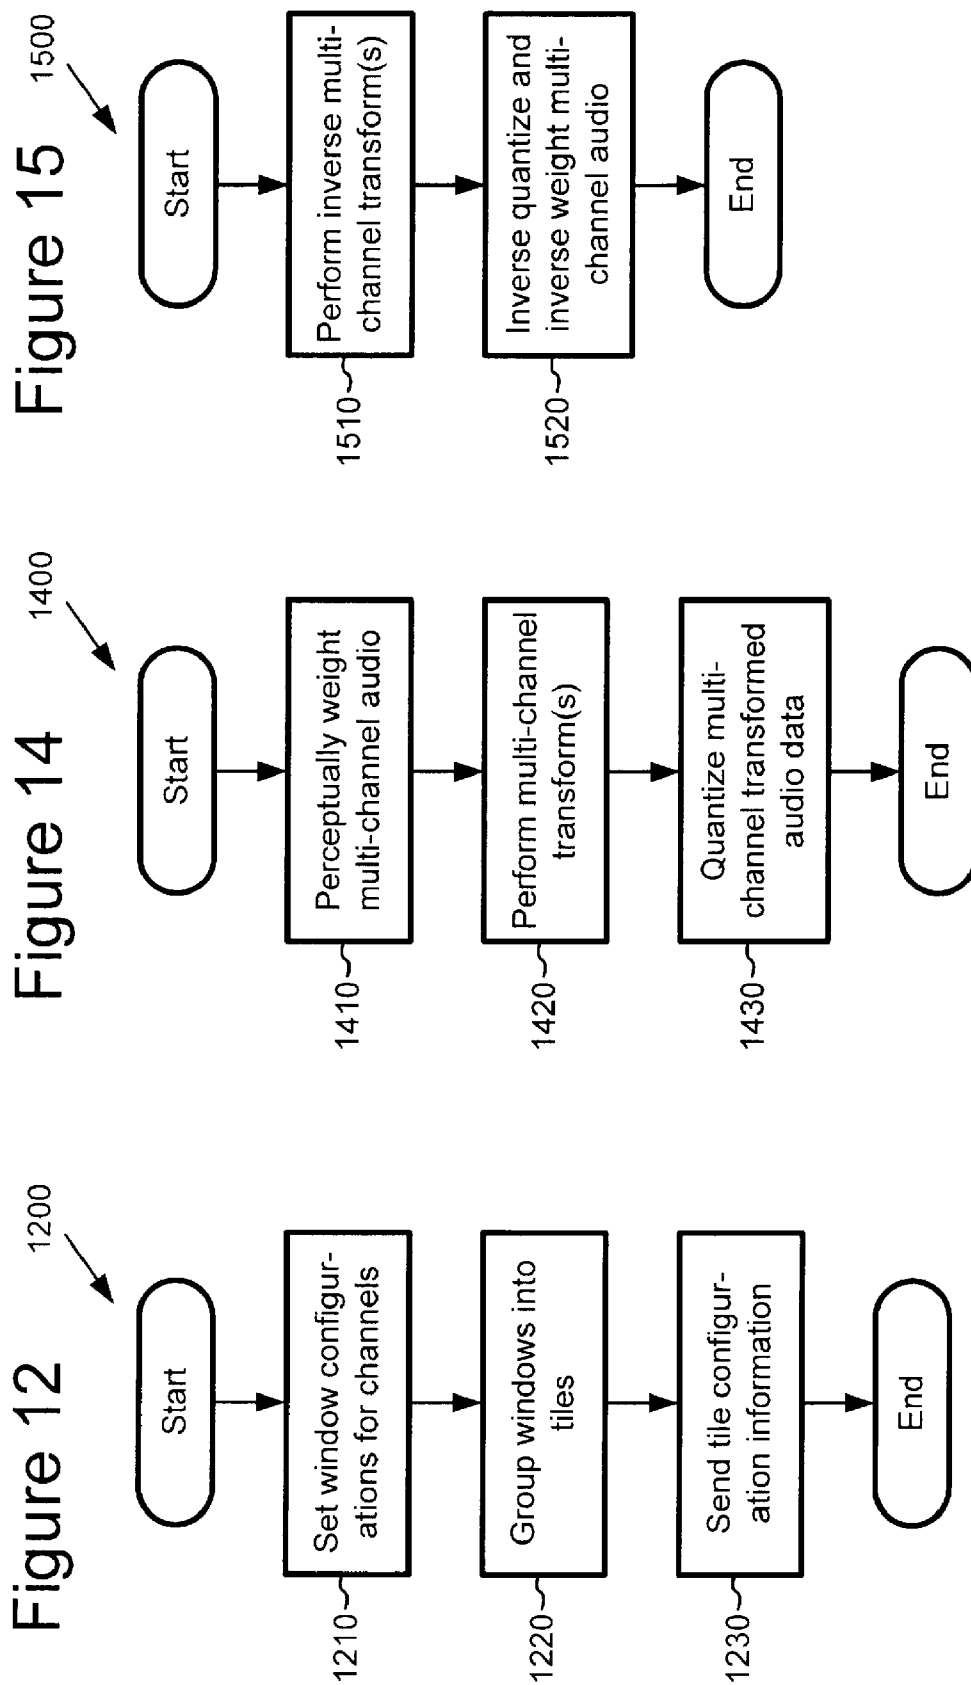 Figure 12
1200
Start
Set window configur-
ations for channels
1210
Group windows into
tiles
1220
Send tile configur-
ation information
1230
End
Figure 14
1400
Start
Perceptually weight
multi-channel audio
1410
Perform multi-channel
transform(s)
1420
Quantize multi-
channel transformed
audio data
1430
End
Figure 15
1500
Start
Perform inverse multi-
channel transform(s)
1510
Inverse quantize and
inverse weight multi-
channel audio
1520
End